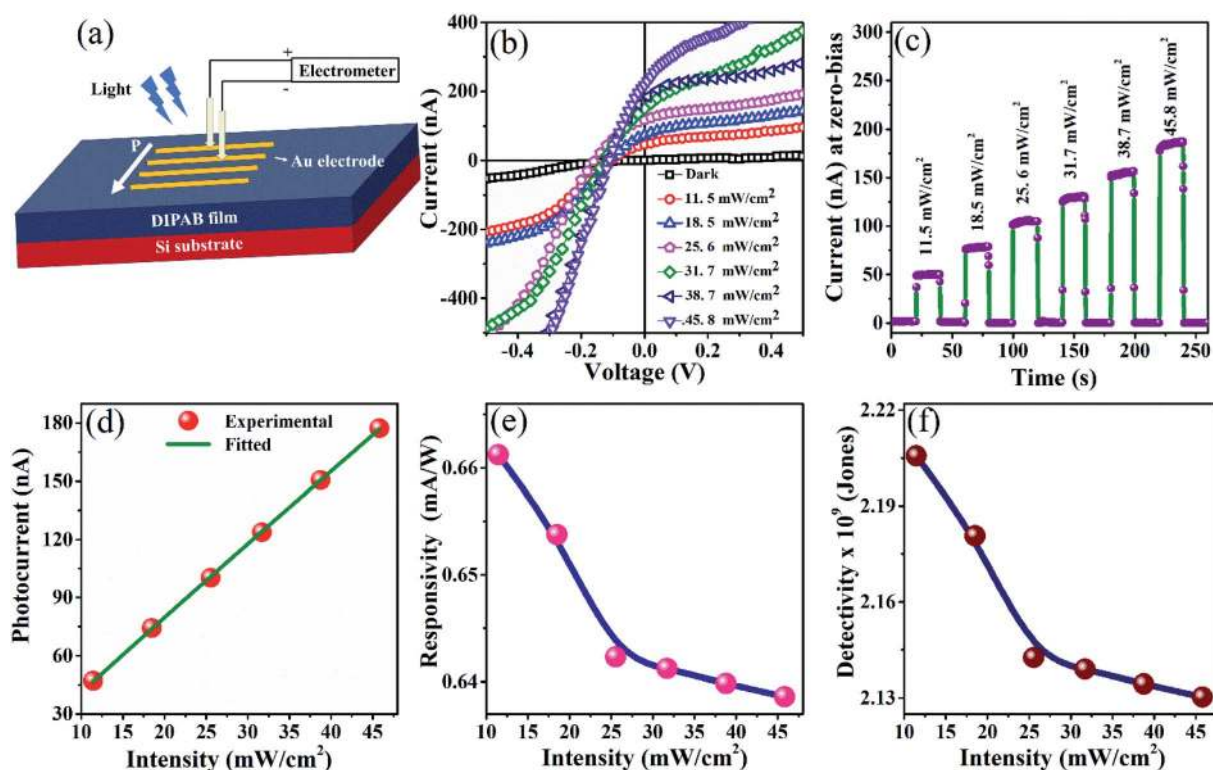 (a)
+
-
Electrometer
Light
P
Au electrode
DIPAB film
Si substrate
(b)
Current (nA)
400
200
0
-200
-400
-0.4
-0.2
0.0
0.2
0.4
Voltage (V)
Dark
11.5 mW/cm²
18.5 mW/cm²
25.6 mW/cm²
31.7 mW/cm²
38.7 mW/cm²
.45.8 mW/cm²
(c)
Current (nA) at zero-bias
300
250
200
150
100
50
0
11.5 mW/cm²
18.5 mW/cm²
25.6 mW/cm²
31.7 mW/cm²
38.7 mW/cm²
45.8 mW/cm²
0
50
100
150
200
250
Time (s)
(d)
Photocurrent (nA)
180
150
120
90
60
30
Experimental
Fitted
10 15 20 25 30 35 40 45
Intensity (mW/cm²)
(e)
Responsivity (mA/W)
0.66
0.65
0.64
10 15 20 25 30 35 40 45
Intensity (mW/cm²)
(f)
Detectivity x 10⁹ (Jones)
2.22
2.19
2.16
2.13
10 15 20 25 30 35 40 45
Intensity (mW/cm²)